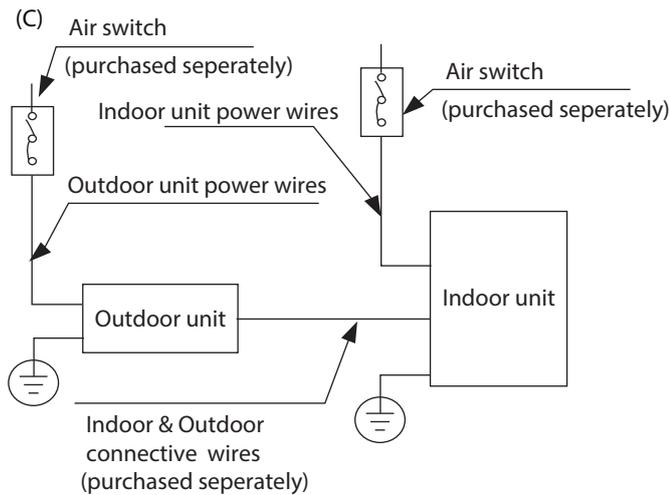 (C)
Air switch
(purchased seperately)
Air switch
(purchased seperately)
Indoor unit power wires
Outdoor unit power wires
Outdoor unit
Indoor unit
Indoor & Outdoor
connective wires
(purchased seperately)